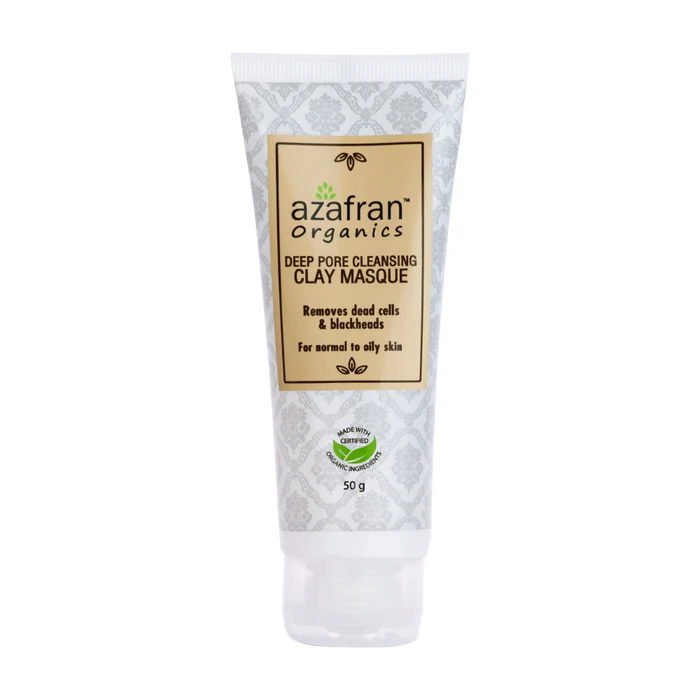 azafran™
Organics
DEEP PORE CLEANSING
CLAY MASQUE
Removes dead cells
& blackheads
For normal to oily skin
MADE WITH
CERTIFIED
ORGANIC INGREDIENTS
50 g